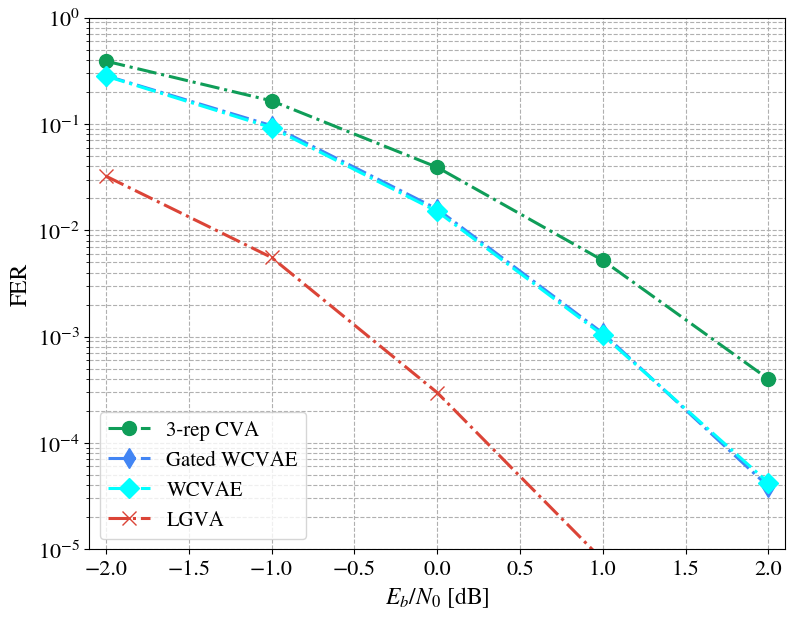 10⁰
10⁻¹
10⁻²
10⁻³
10⁻⁴
10⁻⁵
FER
3-rep CVA
Gated WCVAE
WCVAE
LGVA
−2.0 −1.5 −1.0 −0.5 0.0 0.5 1.0 1.5 2.0
E_b/N_0 [dB]